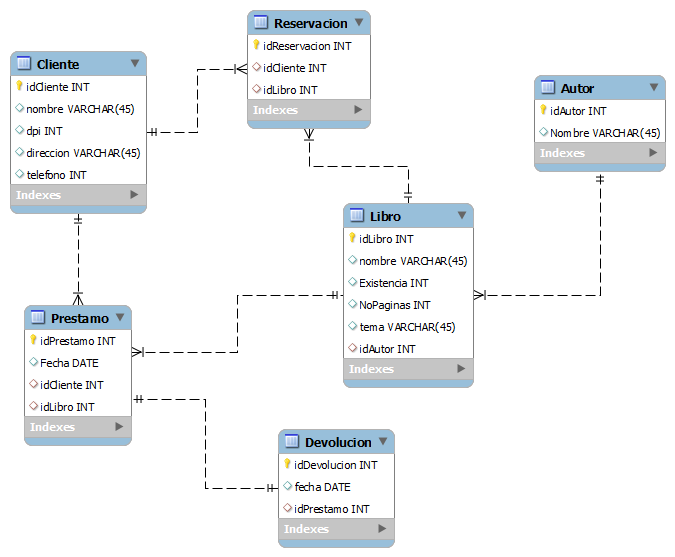 Reservacion
idReservacion INT
idCliente INT
idLibro INT
Indexes
Cliente
idCliente INT
nombre VARCHAR(45)
dpi INT
direccion VARCHAR(45)
telefono INT
Indexes
Autor
idAutor INT
Nombre VARCHAR(45)
Indexes
Libro
idLibro INT
nombre VARCHAR(45)
Existencia INT
NoPaginas INT
tema VARCHAR(45)
idAutor INT
Indexes
Prestamo
idPrestamo INT
Fecha DATE
idCliente INT
idLibro INT
Indexes
Devolucion
idDevolucion INT
fecha DATE
idPrestamo INT
Indexes